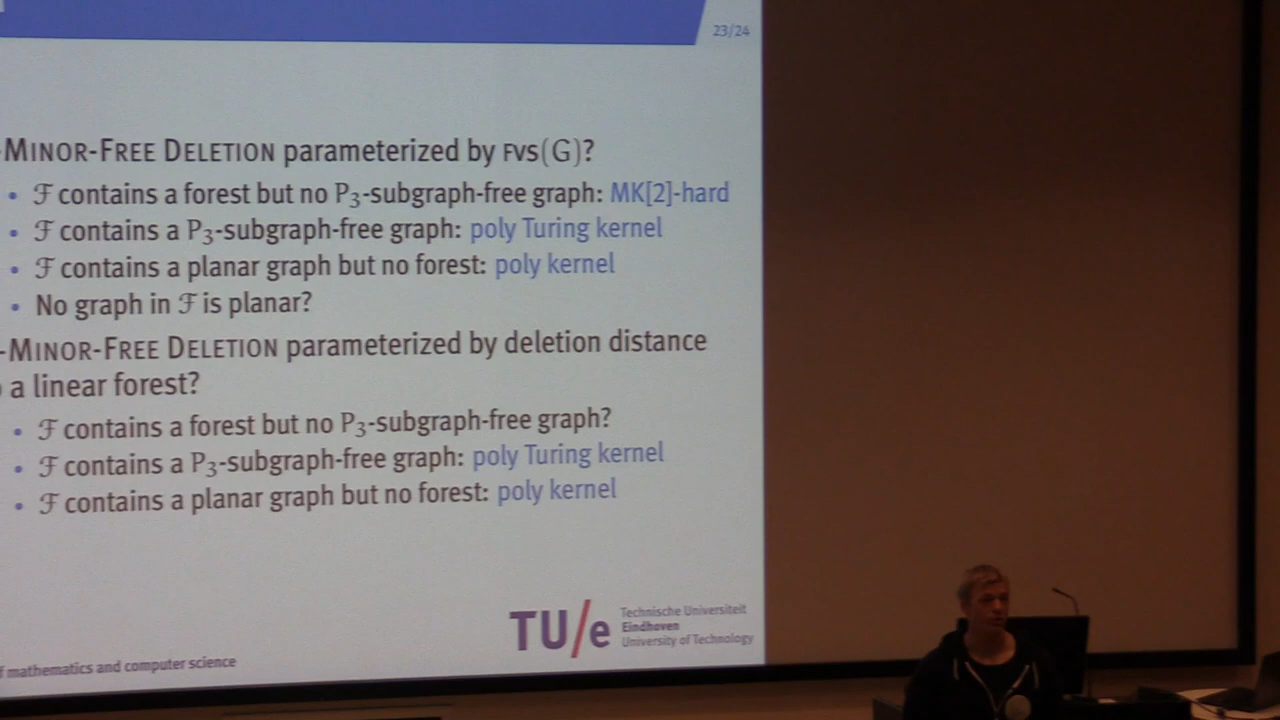 23/24
-MINOR-FREE DELETION parameterized by FVS(G)?
• ℱ contains a forest but no P₃-subgraph-free graph: MK[2]-hard
• ℱ contains a P₃-subgraph-free graph: poly Turing kernel
• ℱ contains a planar graph but no forest: poly kernel
• No graph in ℱ is planar?
-MINOR-FREE DELETION parameterized by deletion distance
a linear forest?
• ℱ contains a forest but no P₃-subgraph-free graph?
• ℱ contains a P₃-subgraph-free graph: poly Turing kernel
• ℱ contains a planar graph but no forest: poly kernel
TU/e
Technische Universiteit
Eindhoven
University of Technology
f mathematics and computer science